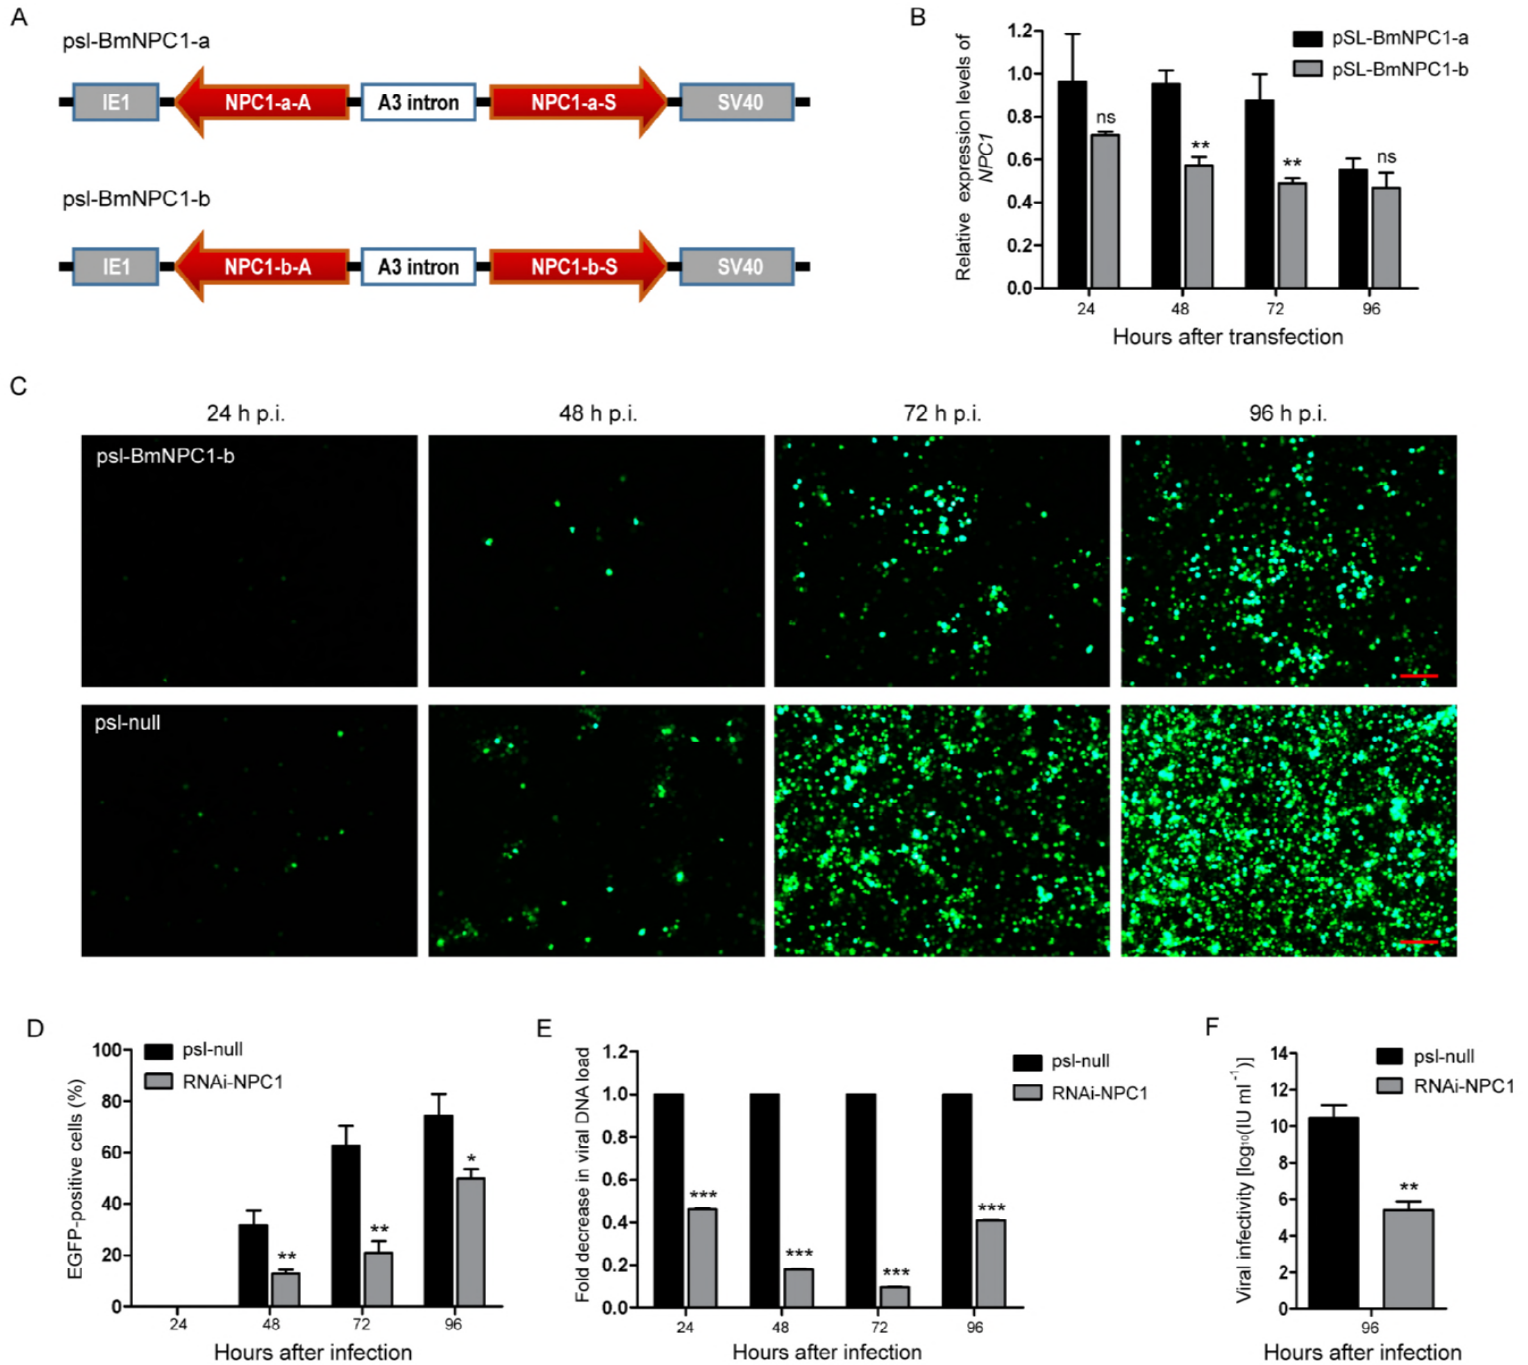 A
psl-BmNPC1-a
IE1 NPC1-a-A A3 intron NPC1-a-S SV40
psl-BmNPC1-b
IE1 NPC1-b-A A3 intron NPC1-b-S SV40
B
Relative expression levels of
NPC1
1.2
1.0
0.8
0.6
0.4
0.2
0.0
pSL-BmNPC1-a
pSL-BmNPC1-b
ns
**
**
ns
24 48 72 96
Hours after transfection
C
24 h p.i. 48 h p.i. 72 h p.i. 96 h p.i.
psl-BmNPC1-b
psl-null
D
EGFP-positive cells (%)
100
80
60
40
20
0
psl-null
RNAi-NPC1
**
**
*
24 48 72 96
Hours after infection
E
Fold decrease in viral DNA load
1.2
1.0
0.8
0.6
0.4
0.2
0.0
psl-null
RNAi-NPC1
***
***
***
***
24 48 72 96
Hours after infection
F
Viral infectivity [log₁₀(IU ml⁻¹)]
14
12
10
8
6
4
2
0
psl-null
RNAi-NPC1
**
96
Hours after infection